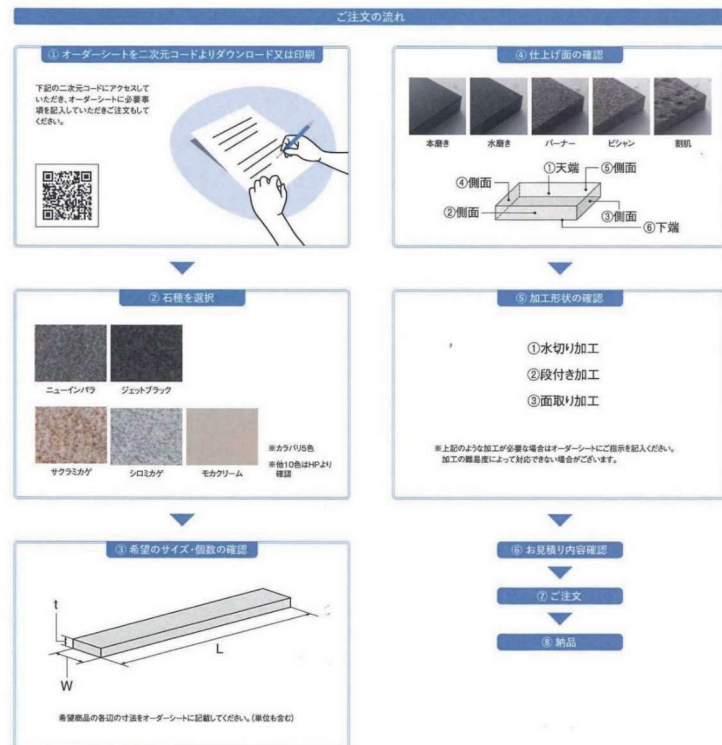 ご注文の流れ
① オーダーシートを二次元コードよりダウンロード又は印刷
下記の二次元コードにアクセスして
いただき、オーダーシートに必要事
項を記入していただきご注文もして
ください。
② 石種を選択
ニューインパラ
ジェットブラック
サクラミカゲ
シロミカゲ
モカクリーム
※カラバリ5色
※他10色はHPより
確認
③ 希望のサイズ・個数の確認
t
W
L
希望商品の各辺の寸法をオーダーシートに記載してください。(単位も含む)
④ 仕上げ面の確認
本磨き
水磨き
バーナー
ビシャン
割肌
①天端
⑤側面
④側面
②側面
③側面
⑥下端
⑤ 加工形状の確認
①水切り加工
②段付き加工
③面取り加工
※上記のような加工が必要な場合はオーダーシートにご指示を記入ください。
加工の難易度によって対応できない場合がございます。
⑥ お見積り内容確認
⑦ ご注文
⑧ 納品